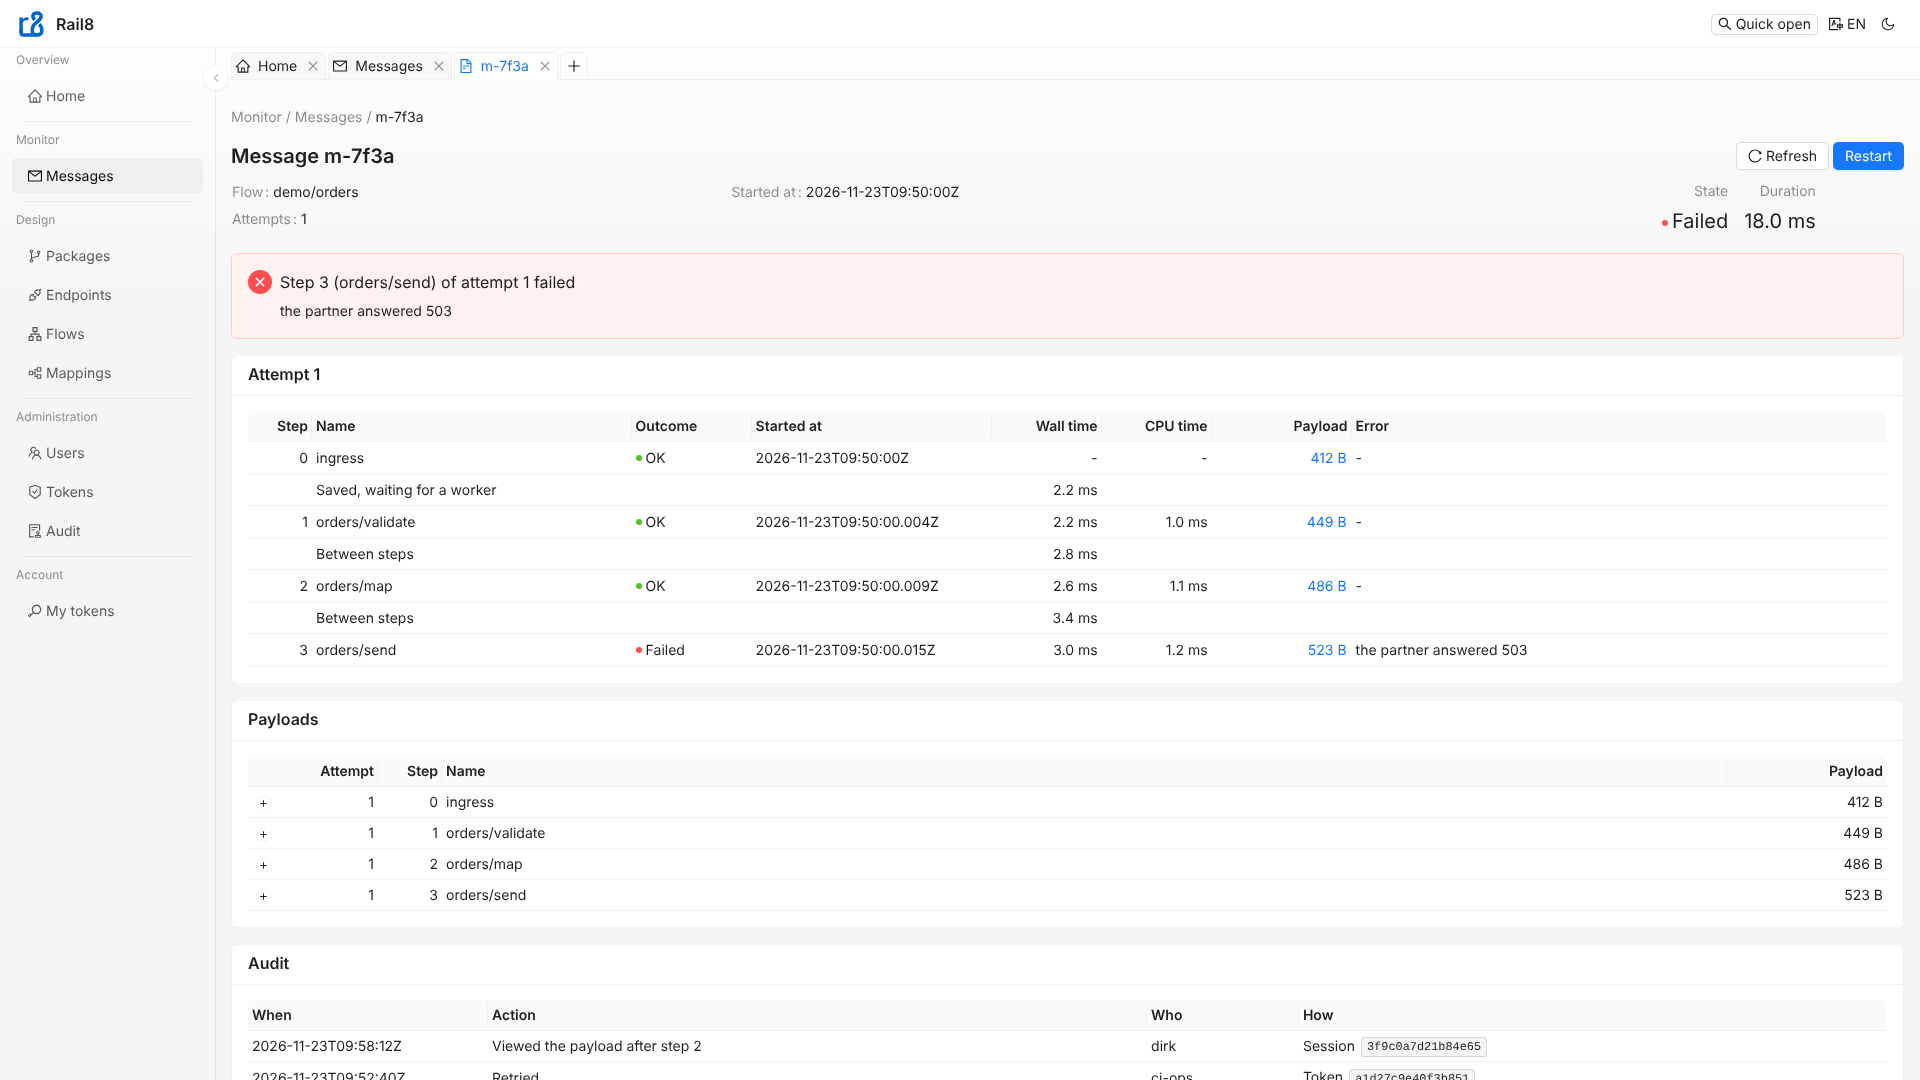 Rail8
Quick open EN
Overview
Home
Monitor
Messages
Design
Packages
Endpoints
Flows
Mappings
Administration
Users
Tokens
Audit
Account
My tokens
Home Messages m-7f3a
Monitor / Messages / m-7f3a
Message m-7f3a
Refresh Restart
Flow : demo/orders Started at : 2026-11-23T09:50:00Z
Attempts : 1
State Duration
Failed 18.0 ms
Step 3 (orders/send) of attempt 1 failed
the partner answered 503
Attempt 1
Step Name Outcome Started at Wall time CPU time Payload Error
0 ingress OK 2026-11-23T09:50:00Z - - 412 B -
Saved, waiting for a worker 2.2 ms
1 orders/validate OK 2026-11-23T09:50:00.004Z 2.2 ms 1.0 ms 449 B -
Between steps 2.8 ms
2 orders/map OK 2026-11-23T09:50:00.009Z 2.6 ms 1.1 ms 486 B -
Between steps 3.4 ms
3 orders/send Failed 2026-11-23T09:50:00.015Z 3.0 ms 1.2 ms 523 B the partner answered 503
Payloads
Attempt Step Name Payload
+ 1 0 ingress 412 B
+ 1 1 orders/validate 449 B
+ 1 2 orders/map 486 B
+ 1 3 orders/send 523 B
Audit
When Action Who How
2026-11-23T09:58:12Z Viewed the payload after step 2 dirk Session 3f9c0a7d21b84e65
2026-11-23T09:52:40Z Retried ci-ops Token a1d27c9e40f3b851